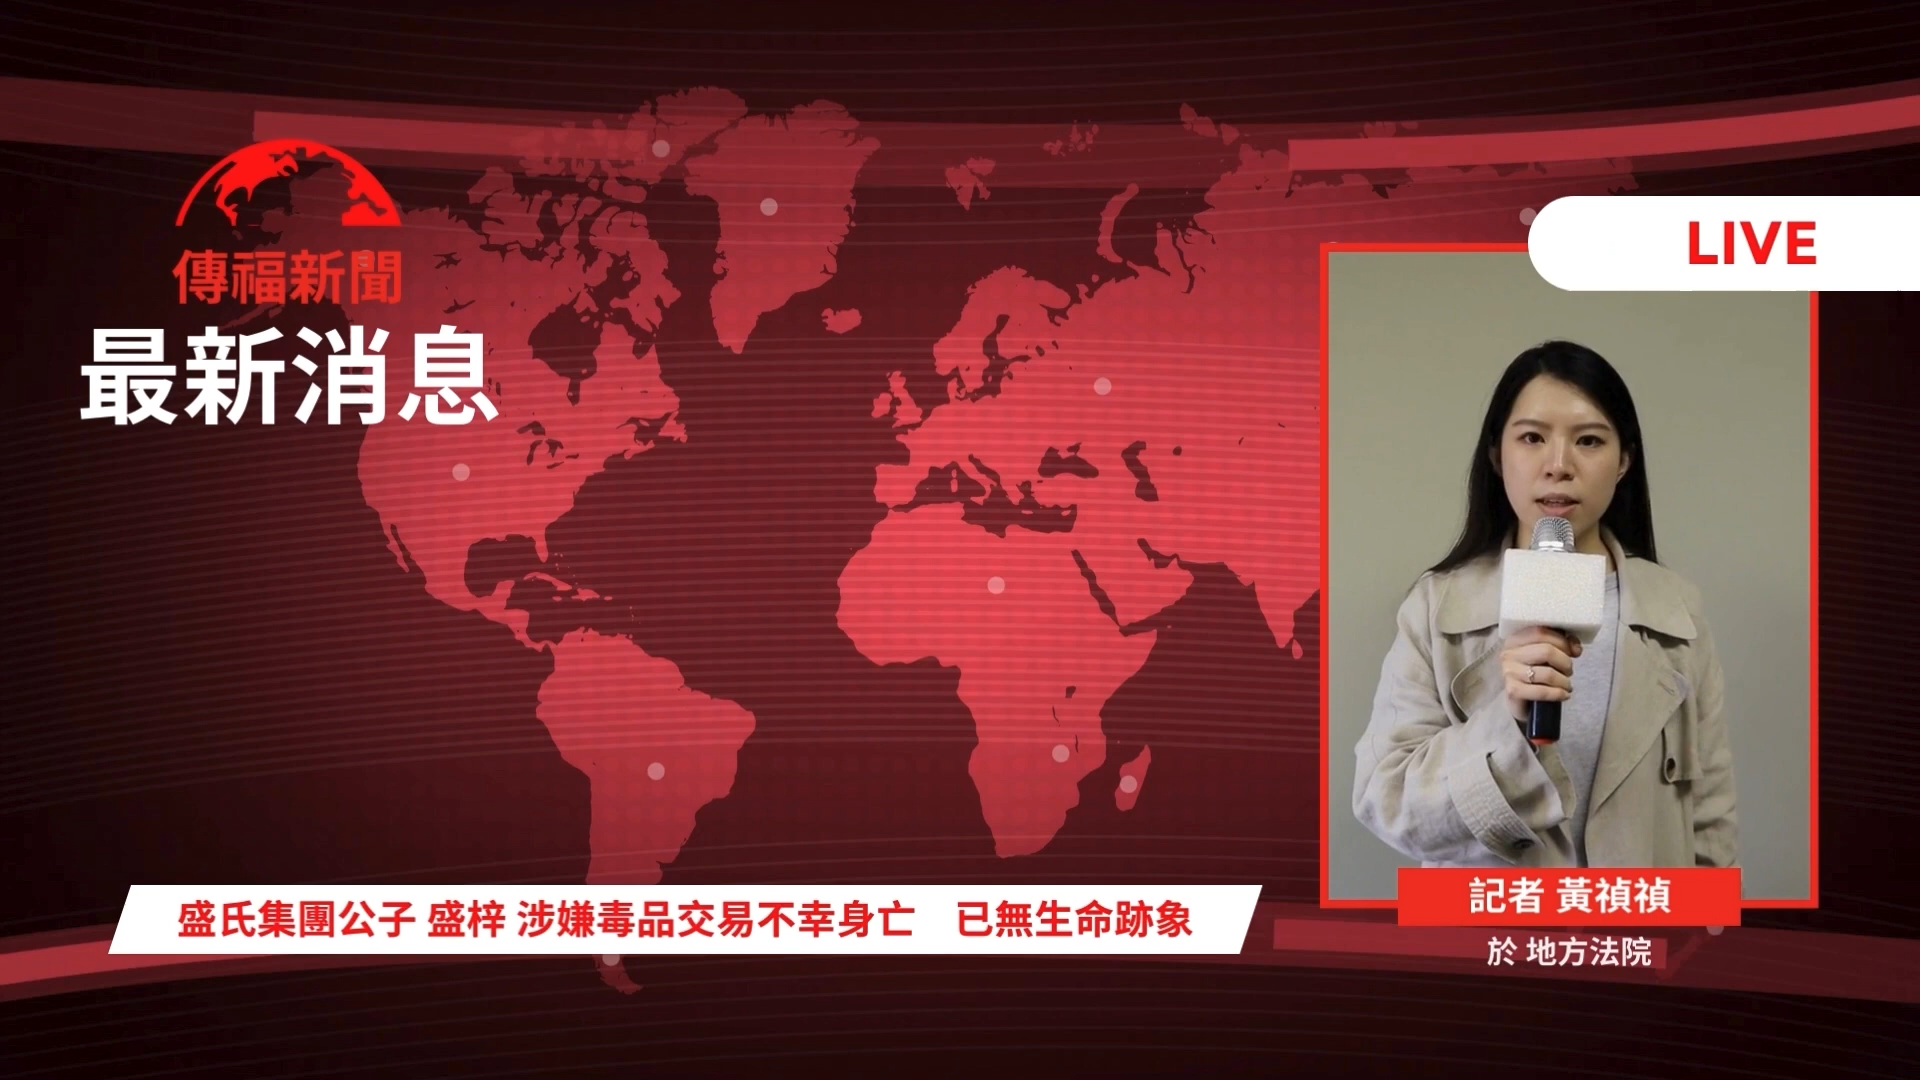 傳福新聞
最新消息
LIVE
盛氏集團公子 盛梓 涉嫌毒品交易不幸身亡　已無生命跡象
記者 黃禎禎
於 地方法院